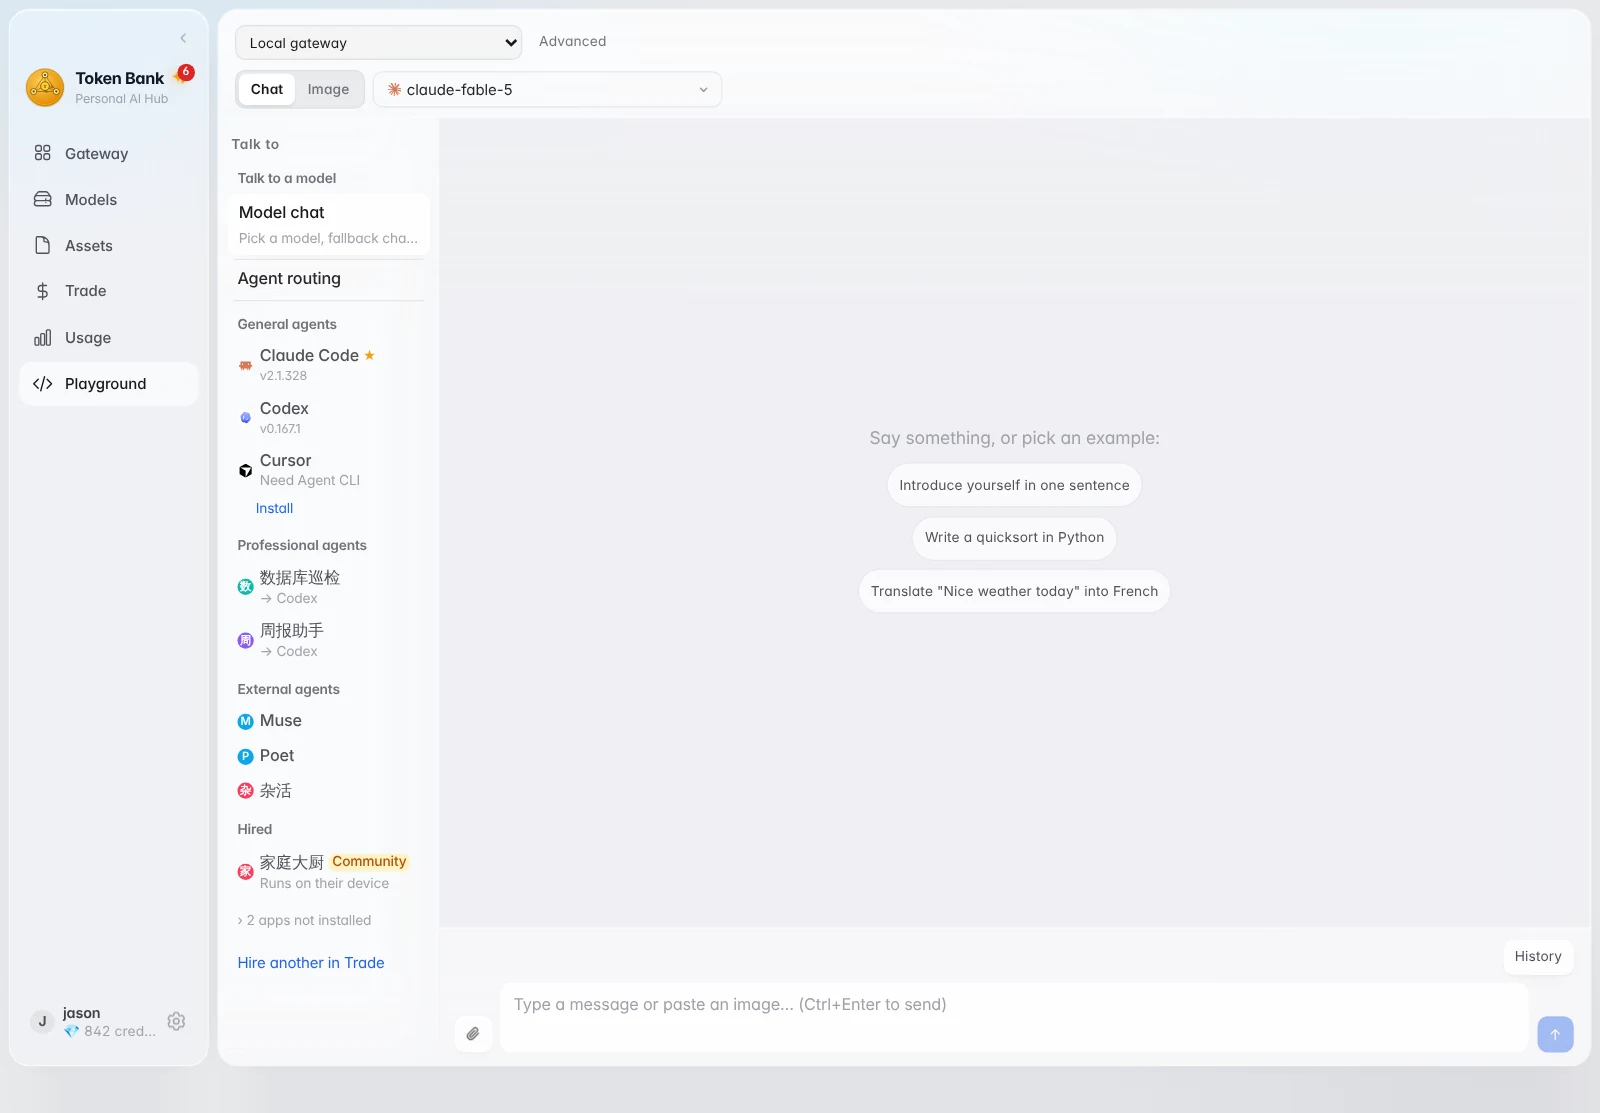 Token Bank
6
Personal AI Hub
Gateway
Models
Assets
Trade
Usage
Playground
J
jason
842 cred...
Local gateway
Advanced
Chat
Image
claude-fable-5
Talk to
Talk to a model
Model chat
Pick a model, fallback cha...
Agent routing
General agents
Claude Code
v2.1.328
Codex
v0.167.1
Cursor
Need Agent CLI
Install
Professional agents
数
数据库巡检
→ Codex
周
周报助手
→ Codex
External agents
M
Muse
P
Poet
杂
杂活
Hired
家
家庭大厨
Community
Runs on their device
› 2 apps not installed
Hire another in Trade
Say something, or pick an example:
Introduce yourself in one sentence
Write a quicksort in Python
Translate "Nice weather today" into French
History
Type a message or paste an image... (Ctrl+Enter to send)